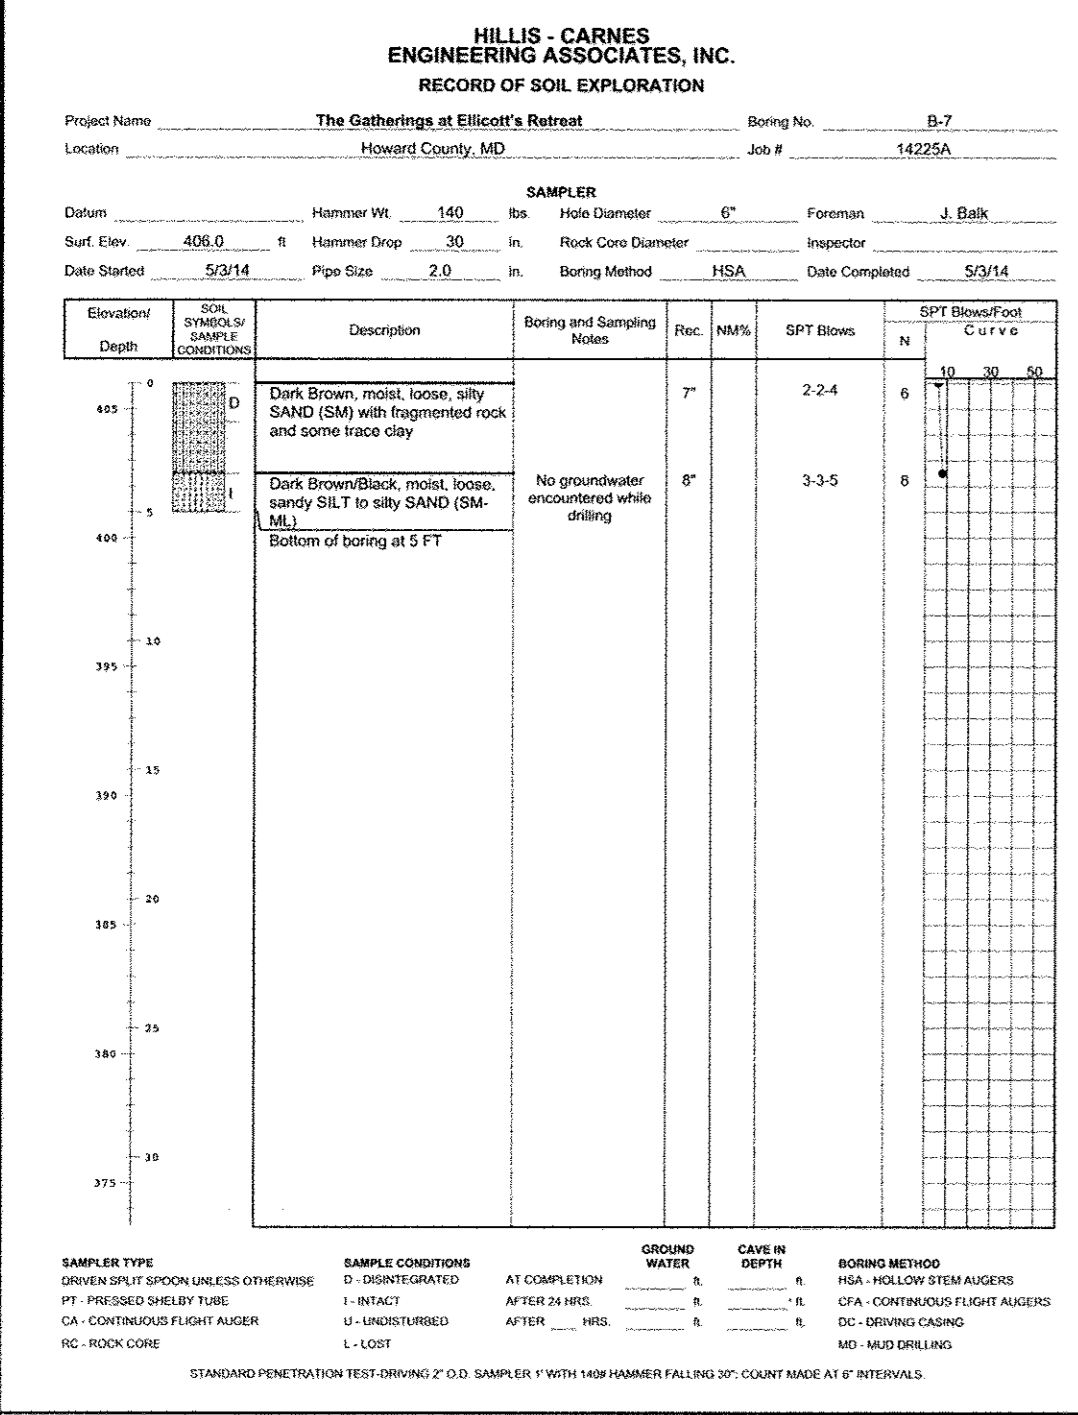 HILLIS - CARNES
ENGINEERING ASSOCIATES, INC.
RECORD OF SOIL EXPLORATION
Project Name The Gatherings at Ellicott's Retreat Boring No. B-7
Location Howard County, MD Job # 14225A
SAMPLER
Datum Hammer Wt. 140 lbs. Hole Diameter 6" Foreman J. Balk
Surf. Elev. 406.0 ft Hammer Drop 30 in. Rock Core Diameter Inspector
Date Started 5/3/14 Pipe Size 2.0 in. Boring Method HSA Date Completed 5/3/14
Elevation/
Depth
SOIL
SYMBOLS/
SAMPLE
CONDITIONS
Description
Boring and Sampling
Notes
Rec.
NM%
SPT Blows
SPT Blows/Foot
N
Curve
10 30 50
0
405
D
Dark Brown, moist, loose, silty
SAND (SM) with fragmented rock
and some trace clay
7"
2-2-4
6
I
Dark Brown/Black, moist, loose,
sandy SILT to silty SAND (SM-
ML)
No groundwater
encountered while
drilling
8"
3-3-5
8
5
400
Bottom of boring at 5 FT
10
395
15
390
20
385
25
380
30
375
SAMPLER TYPE
DRIVEN SPLIT SPOON UNLESS OTHERWISE
PT - PRESSED SHELBY TUBE
CA - CONTINUOUS FLIGHT AUGER
RC - ROCK CORE
SAMPLE CONDITIONS
D - DISINTEGRATED
I - INTACT
U - UNDISTURBED
L - LOST
GROUND
WATER
CAVE IN
DEPTH
AT COMPLETION ft. ft.
AFTER 24 HRS. ft. ft.
AFTER HRS. ft. ft.
BORING METHOD
HSA - HOLLOW STEM AUGERS
CFA - CONTINUOUS FLIGHT AUGERS
DC - DRIVING CASING
MD - MUD DRILLING
STANDARD PENETRATION TEST-DRIVING 2" O.D. SAMPLER 1' WITH 140# HAMMER FALLING 30"; COUNT MADE AT 6" INTERVALS.